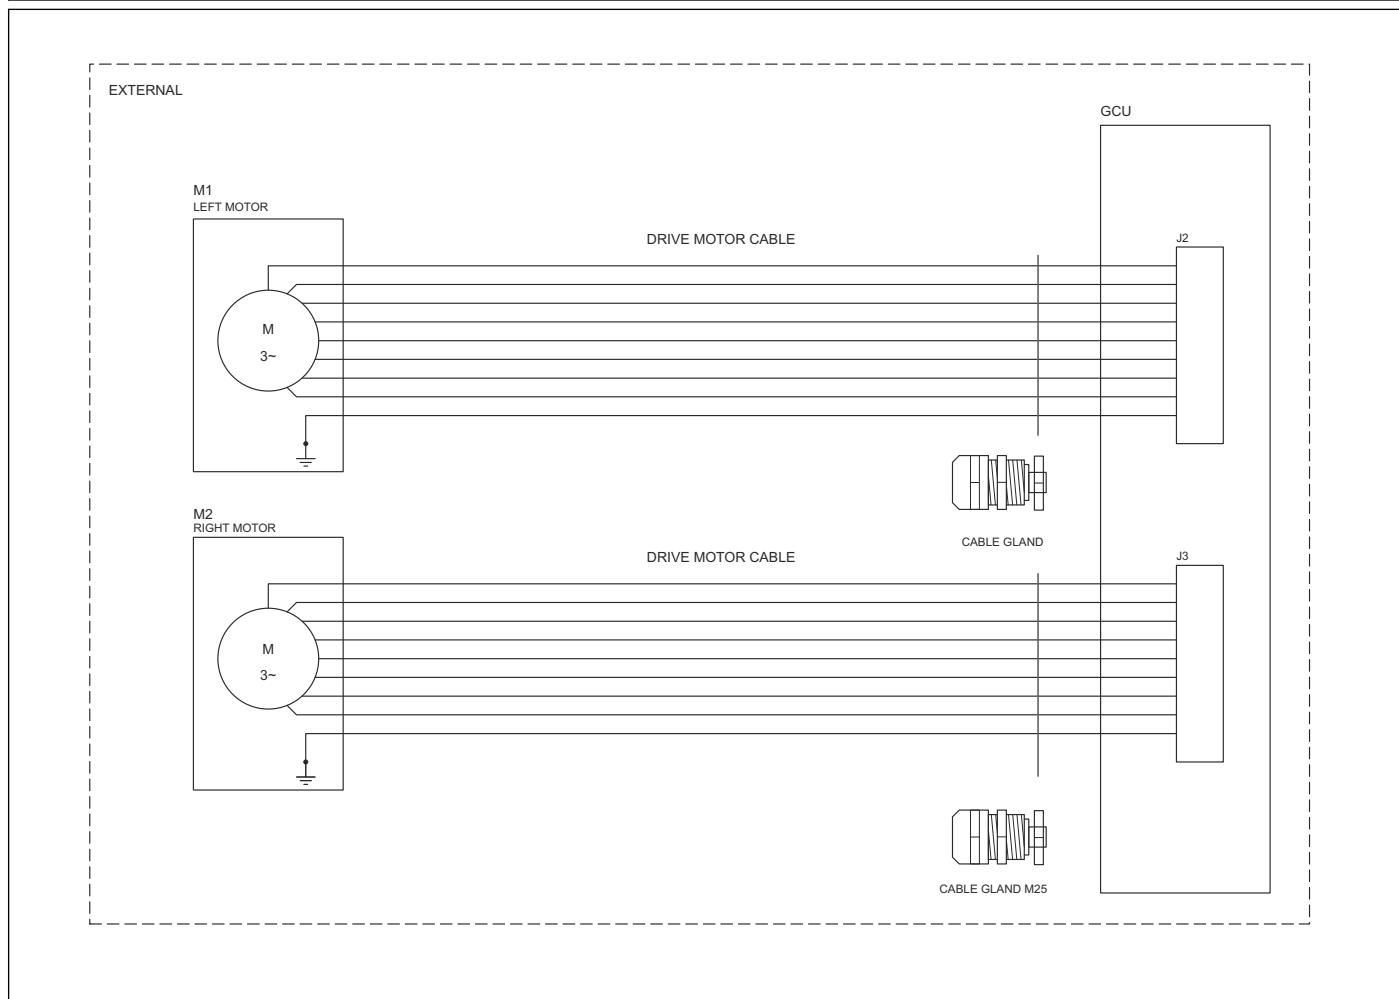 EXTERNAL
GCU
M1
LEFT MOTOR
DRIVE MOTOR CABLE
J2
M
3~
CABLE GLAND
M2
RIGHT MOTOR
DRIVE MOTOR CABLE
J3
M
3~
CABLE GLAND M25